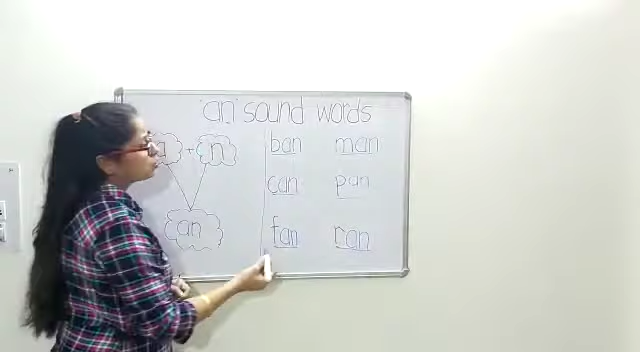 "an" sound words
a + n
an
ban man
can pan
fan ran